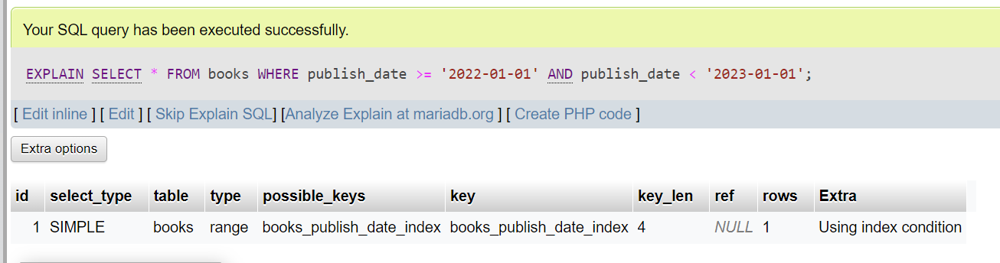 Your SQL query has been executed successfully.
EXPLAIN SELECT * FROM books WHERE publish_date >= '2022-01-01' AND publish_date < '2023-01-01';
[ Edit inline ] [ Edit ] [ Skip Explain SQL] [Analyze Explain at mariadb.org ] [ Create PHP code ]
Extra options
id select_type table type possible_keys key key_len ref rows Extra
1 SIMPLE books range books_publish_date_index books_publish_date_index 4 NULL 1 Using index condition